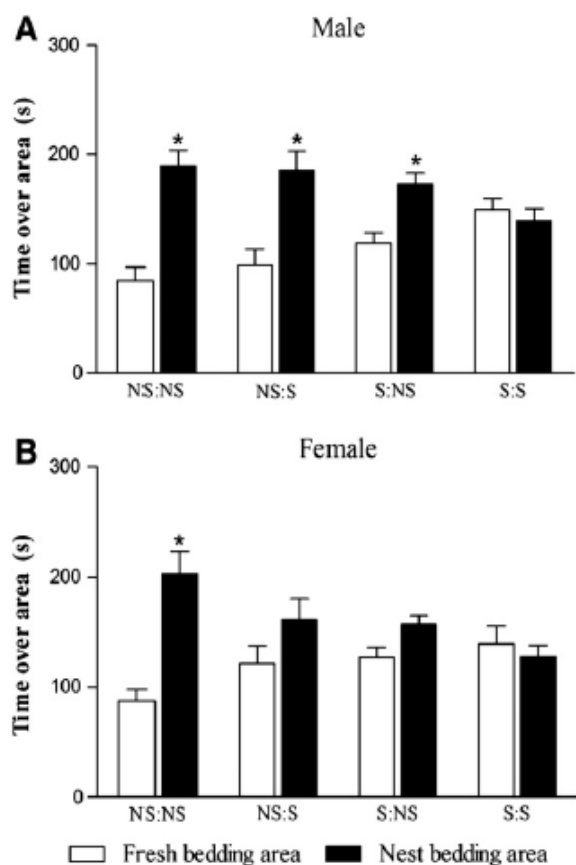 A
Male
Time over area (s)
300
200
100
0
* * *
NS:NS NS:S S:NS S:S
B
Female
Time over area (s)
300
200
100
0
*
NS:NS NS:S S:NS S:S
Fresh bedding area Nest bedding area